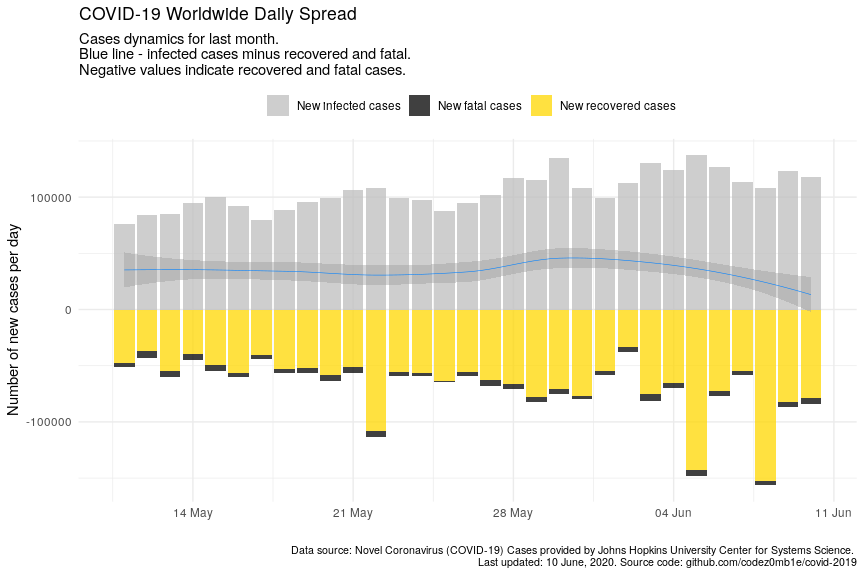 COVID-19 Worldwide Daily Spread
Cases dynamics for last month.
Blue line - infected cases minus recovered and fatal.
Negative values indicate recovered and fatal cases.
New infected cases New fatal cases New recovered cases
Number of new cases per day
100000
0
-100000
14 May 21 May 28 May 04 Jun 11 Jun
Data source: Novel Coronavirus (COVID-19) Cases provided by Johns Hopkins University Center for Systems Science.
Last updated: 10 June, 2020. Source code: github.com/codez0mb1e/covid-2019